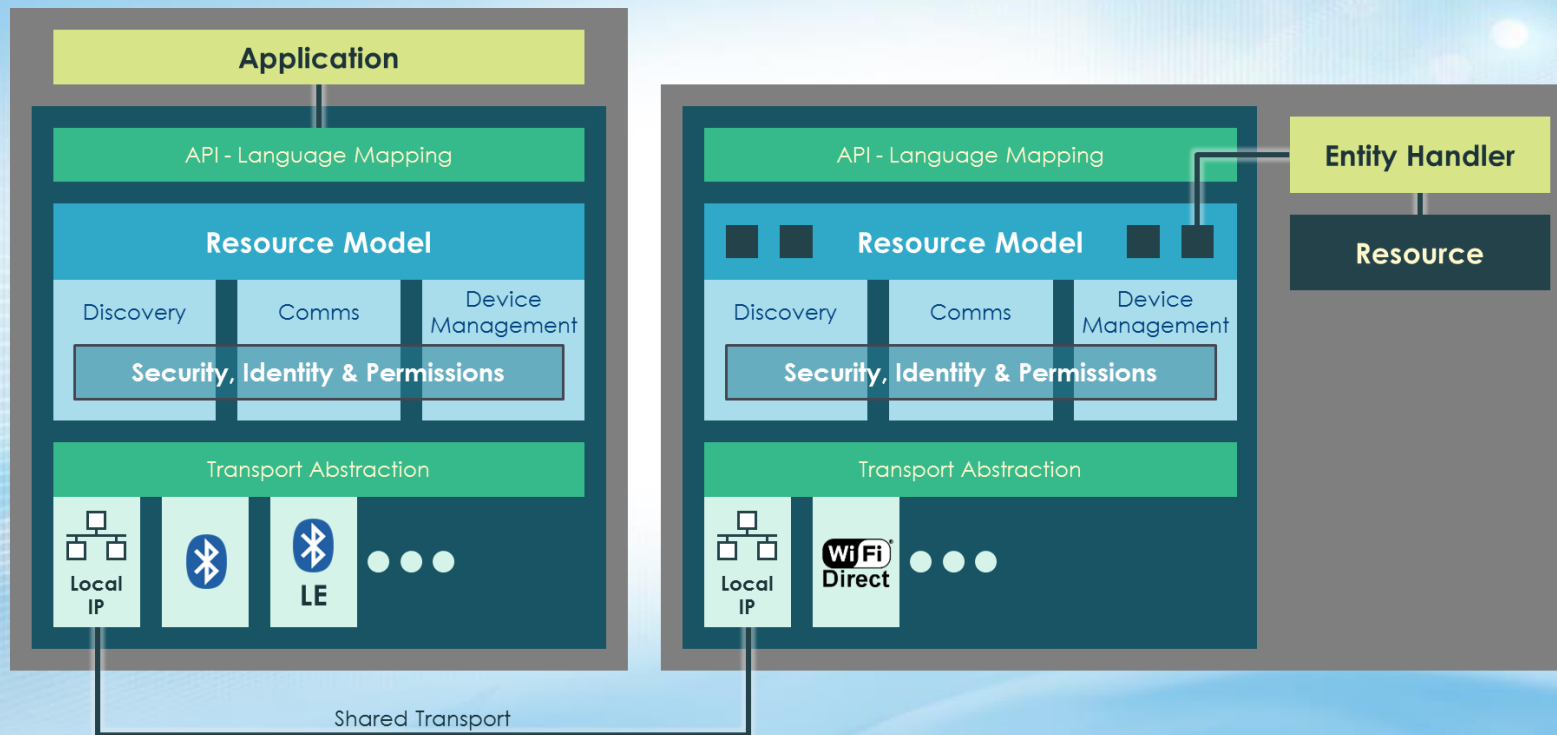 Application
API - Language Mapping
Resource Model
Discovery
Comms
Device
Management
Security, Identity & Permissions
Transport Abstraction
Local
IP
LE
API - Language Mapping
Resource Model
Discovery
Comms
Device
Management
Security, Identity & Permissions
Transport Abstraction
Local
IP
Wi Fi
Direct
Entity Handler
Resource
Shared Transport